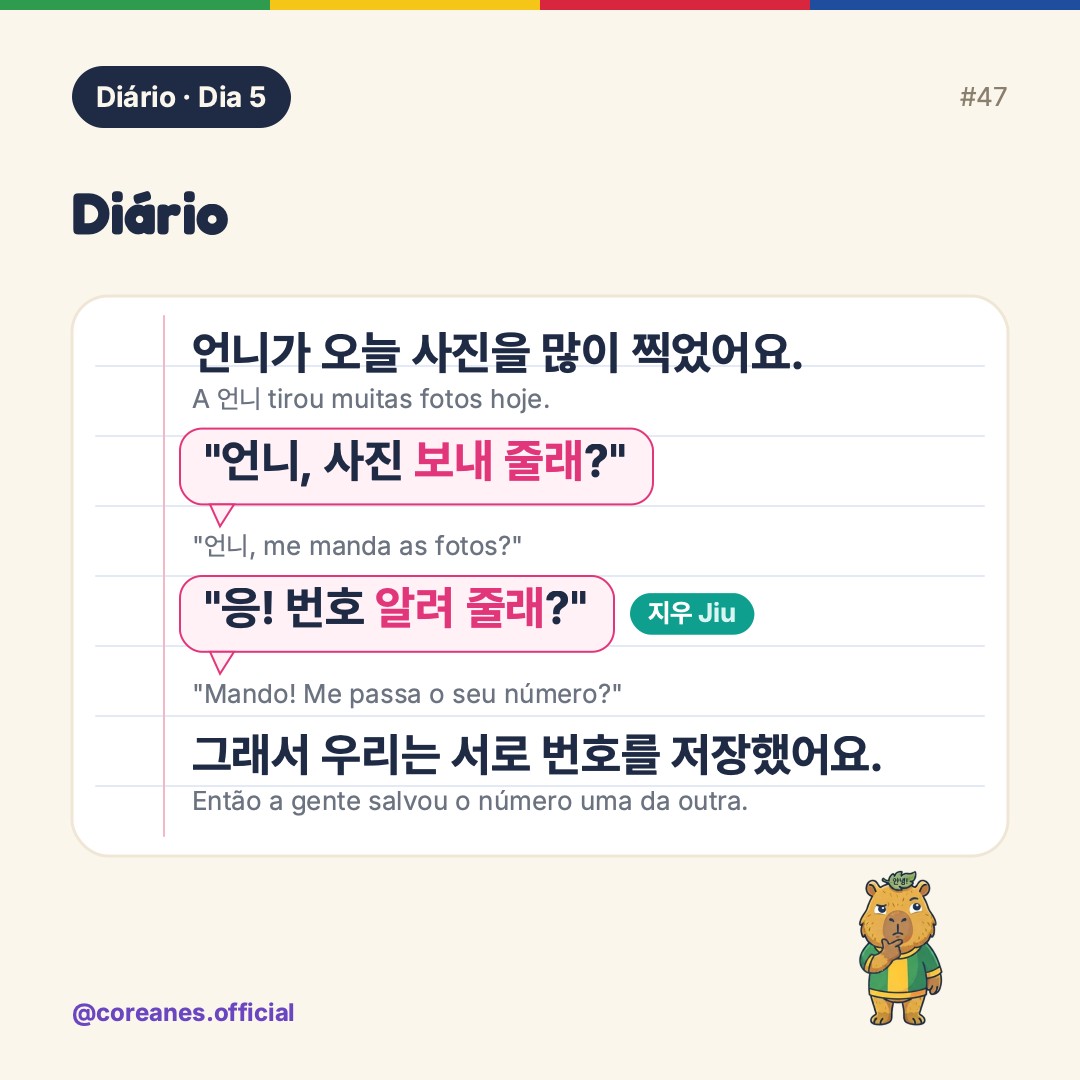 Diário · Dia 5
#47
Diário
언니가 오늘 사진을 많이 찍었어요.
A 언니 tirou muitas fotos hoje.
"언니, 사진 보내 줄래?"
"언니, me manda as fotos?"
"응! 번호 알려 줄래?"
지우 Jiu
"Mando! Me passa o seu número?"
그래서 우리는 서로 번호를 저장했어요.
Então a gente salvou o número uma da outra.
안녕!
@coreanes.official